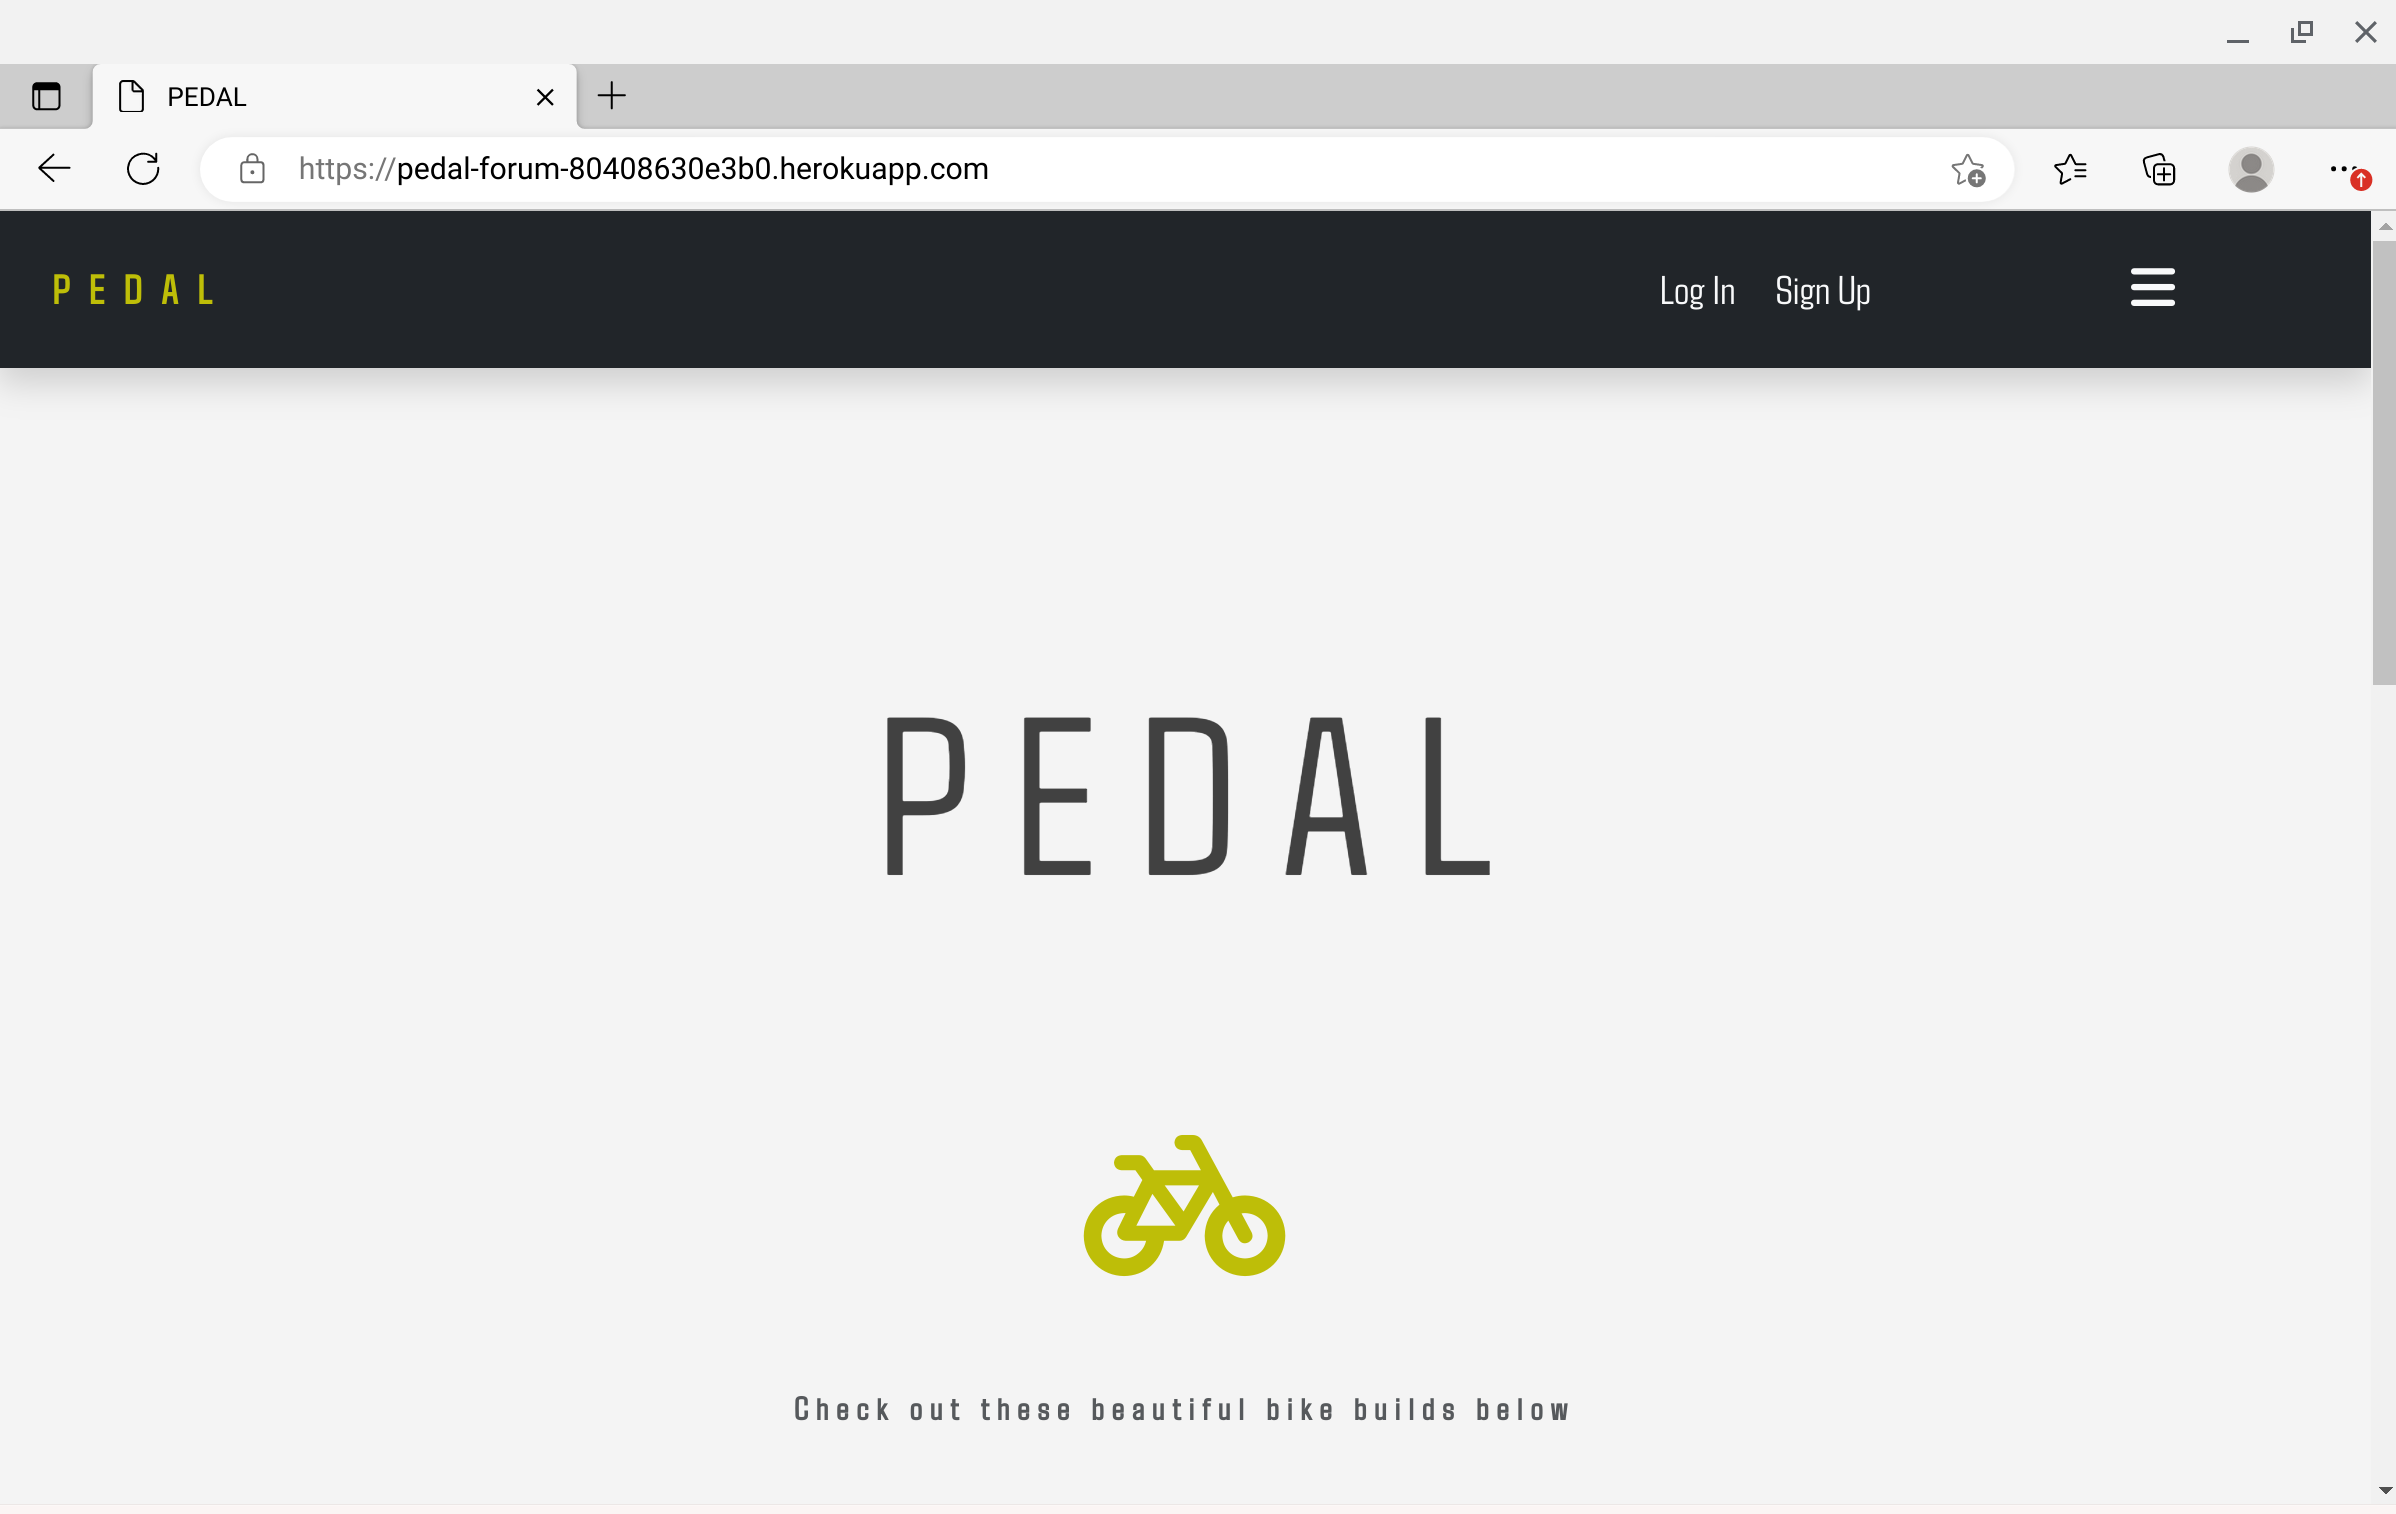 PEDAL
https://pedal-forum-80408630e3b0.herokuapp.com
PEDAL
Log In
Sign Up
PEDAL
Check out these beautiful bike builds below